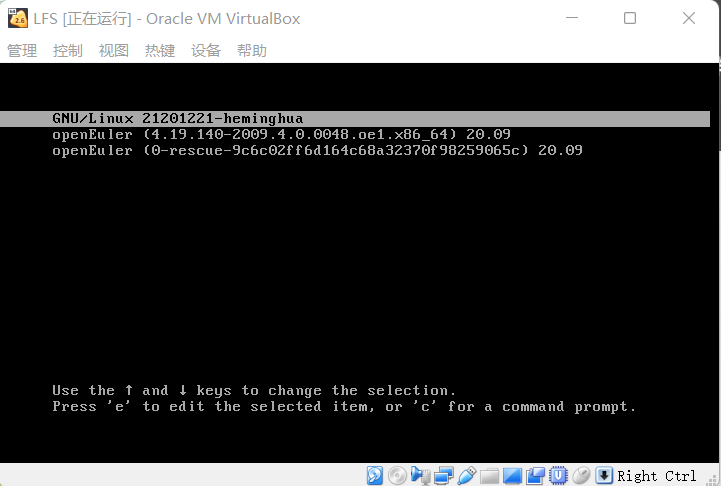 LFS [正在运行] - Oracle VM VirtualBox
管理 控制 视图 热键 设备 帮助
GNU/Linux 21201221-heminghua
openEuler (4.19.140-2009.4.0.0048.oe1.x86_64) 20.09
openEuler (0-rescue-9c6c02ff6d164c68a32370f98259065c) 20.09
Use the ↑ and ↓ keys to change the selection.
Press 'e' to edit the selected item, or 'c' for a command prompt.
Right Ctrl